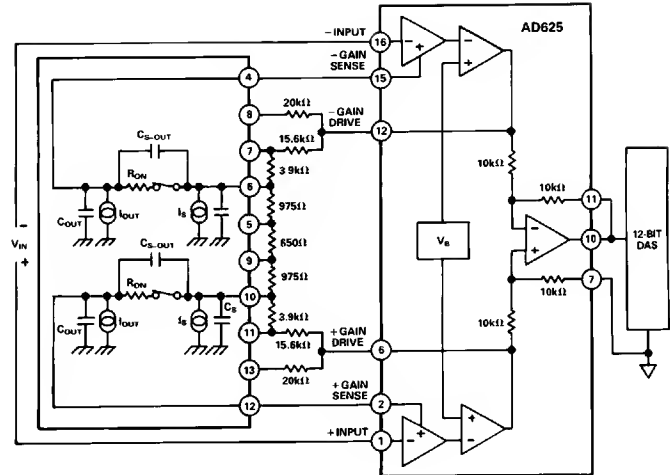 AD625
−INPUT
16
−GAIN SENSE
4
15
8
20kΩ
−GAIN DRIVE
12
7
15.6kΩ
3.9kΩ
CS-OUT
RON
6
975Ω
COUT
IOUT
IS
5
650Ω
9
VIN
−
+
CS-OUT
975Ω
RON
10
COUT
IOUT
IS
CS
3.9kΩ
11
15.6kΩ
+GAIN DRIVE
6
13
20kΩ
+GAIN SENSE
12
2
+INPUT
1
10kΩ
10kΩ
11
VB
10
12-BIT DAS
7
10kΩ
10kΩ